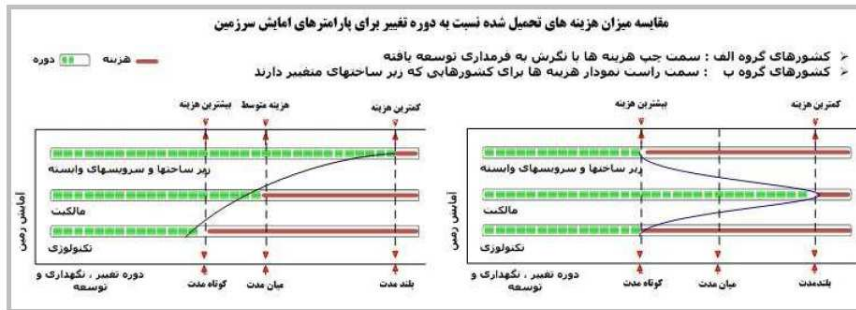 مقایسه میزان هزینه های تحمیل شده نسبت به دوره تغییر برای پارامترهای امایش سرزمین
⮚ کشورهای گروه الف : سمت چپ هزینه ها با نگرش به فرمداری توسعه یافته
⮚ کشورهای گروه ب : سمت راست نمودار هزینه ها برای کشورهایی که زیر ساختهای متغییر دارند
هزینه دوره
بیشترین هزینه هزینه متوسط کمترین هزینه
زیر ساختها و سرویسهای وابسته
مالکیت
تکنولوژی
آمایش زمین
دوره تغییر ، نگهداری و توسعه
کوتاه مدت میان مدت بلند مدت
بیشترین هزینه کمترین هزینه
زیر ساختها و سرویسهای وابسته
مالکیت
تکنولوژی
آمایش زمین
دوره تغییر ، نگهداری و توسعه
کوتاه مدت میان مدت بلندمدت